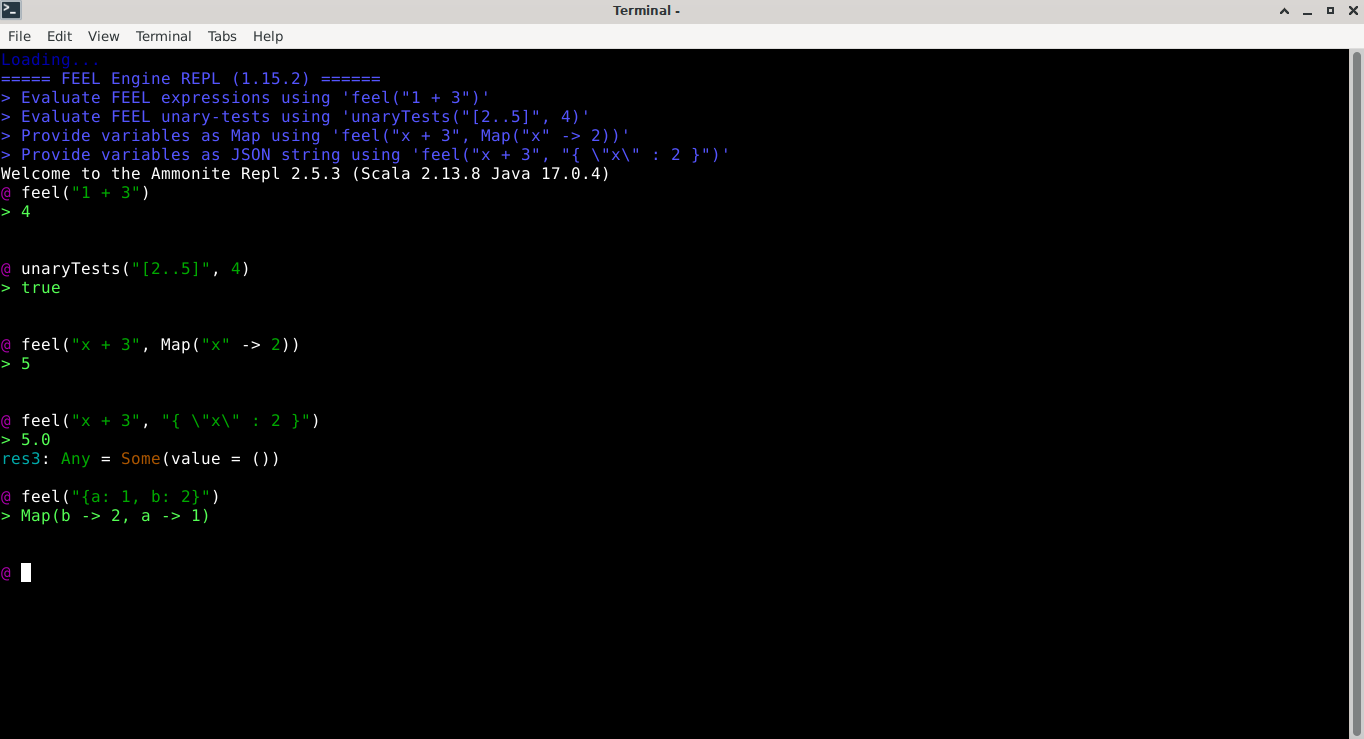 Terminal -
File Edit View Terminal Tabs Help
Loading...
===== FEEL Engine REPL (1.15.2) ======
> Evaluate FEEL expressions using 'feel("1 + 3")'
> Evaluate FEEL unary-tests using 'unaryTests("[2..5]", 4)'
> Provide variables as Map using 'feel("x + 3", Map("x" -> 2))'
> Provide variables as JSON string using 'feel("x + 3", "{ \"x\" : 2 }")'
Welcome to the Ammonite Repl 2.5.3 (Scala 2.13.8 Java 17.0.4)
@ feel("1 + 3")
> 4
@ unaryTests("[2..5]", 4)
> true
@ feel("x + 3", Map("x" -> 2))
> 5
@ feel("x + 3", "{ \"x\" : 2 }")
> 5.0
res3: Any = Some(value = ())
@ feel("{a: 1, b: 2}")
> Map(b -> 2, a -> 1)
@